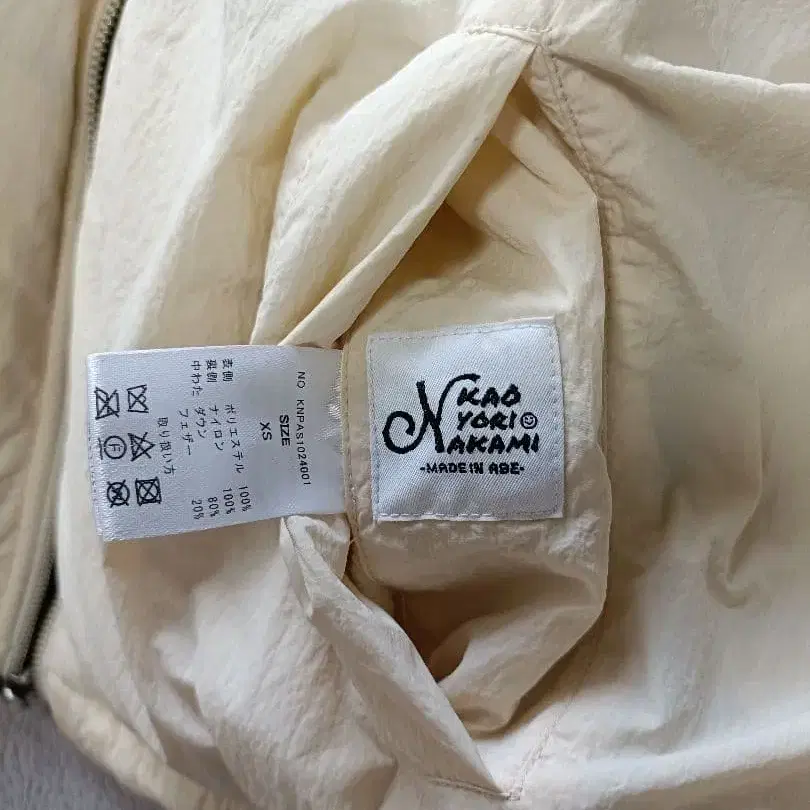 NO KNPAS1024001
SIZE
XS
表側 ポリエステル 100%
裏側 ナイロン 100%
中わた ダウン 80%
フェザー 20%
取り扱い方
F
KAO
YORI
NAKAMI
-MADE IN ABE-